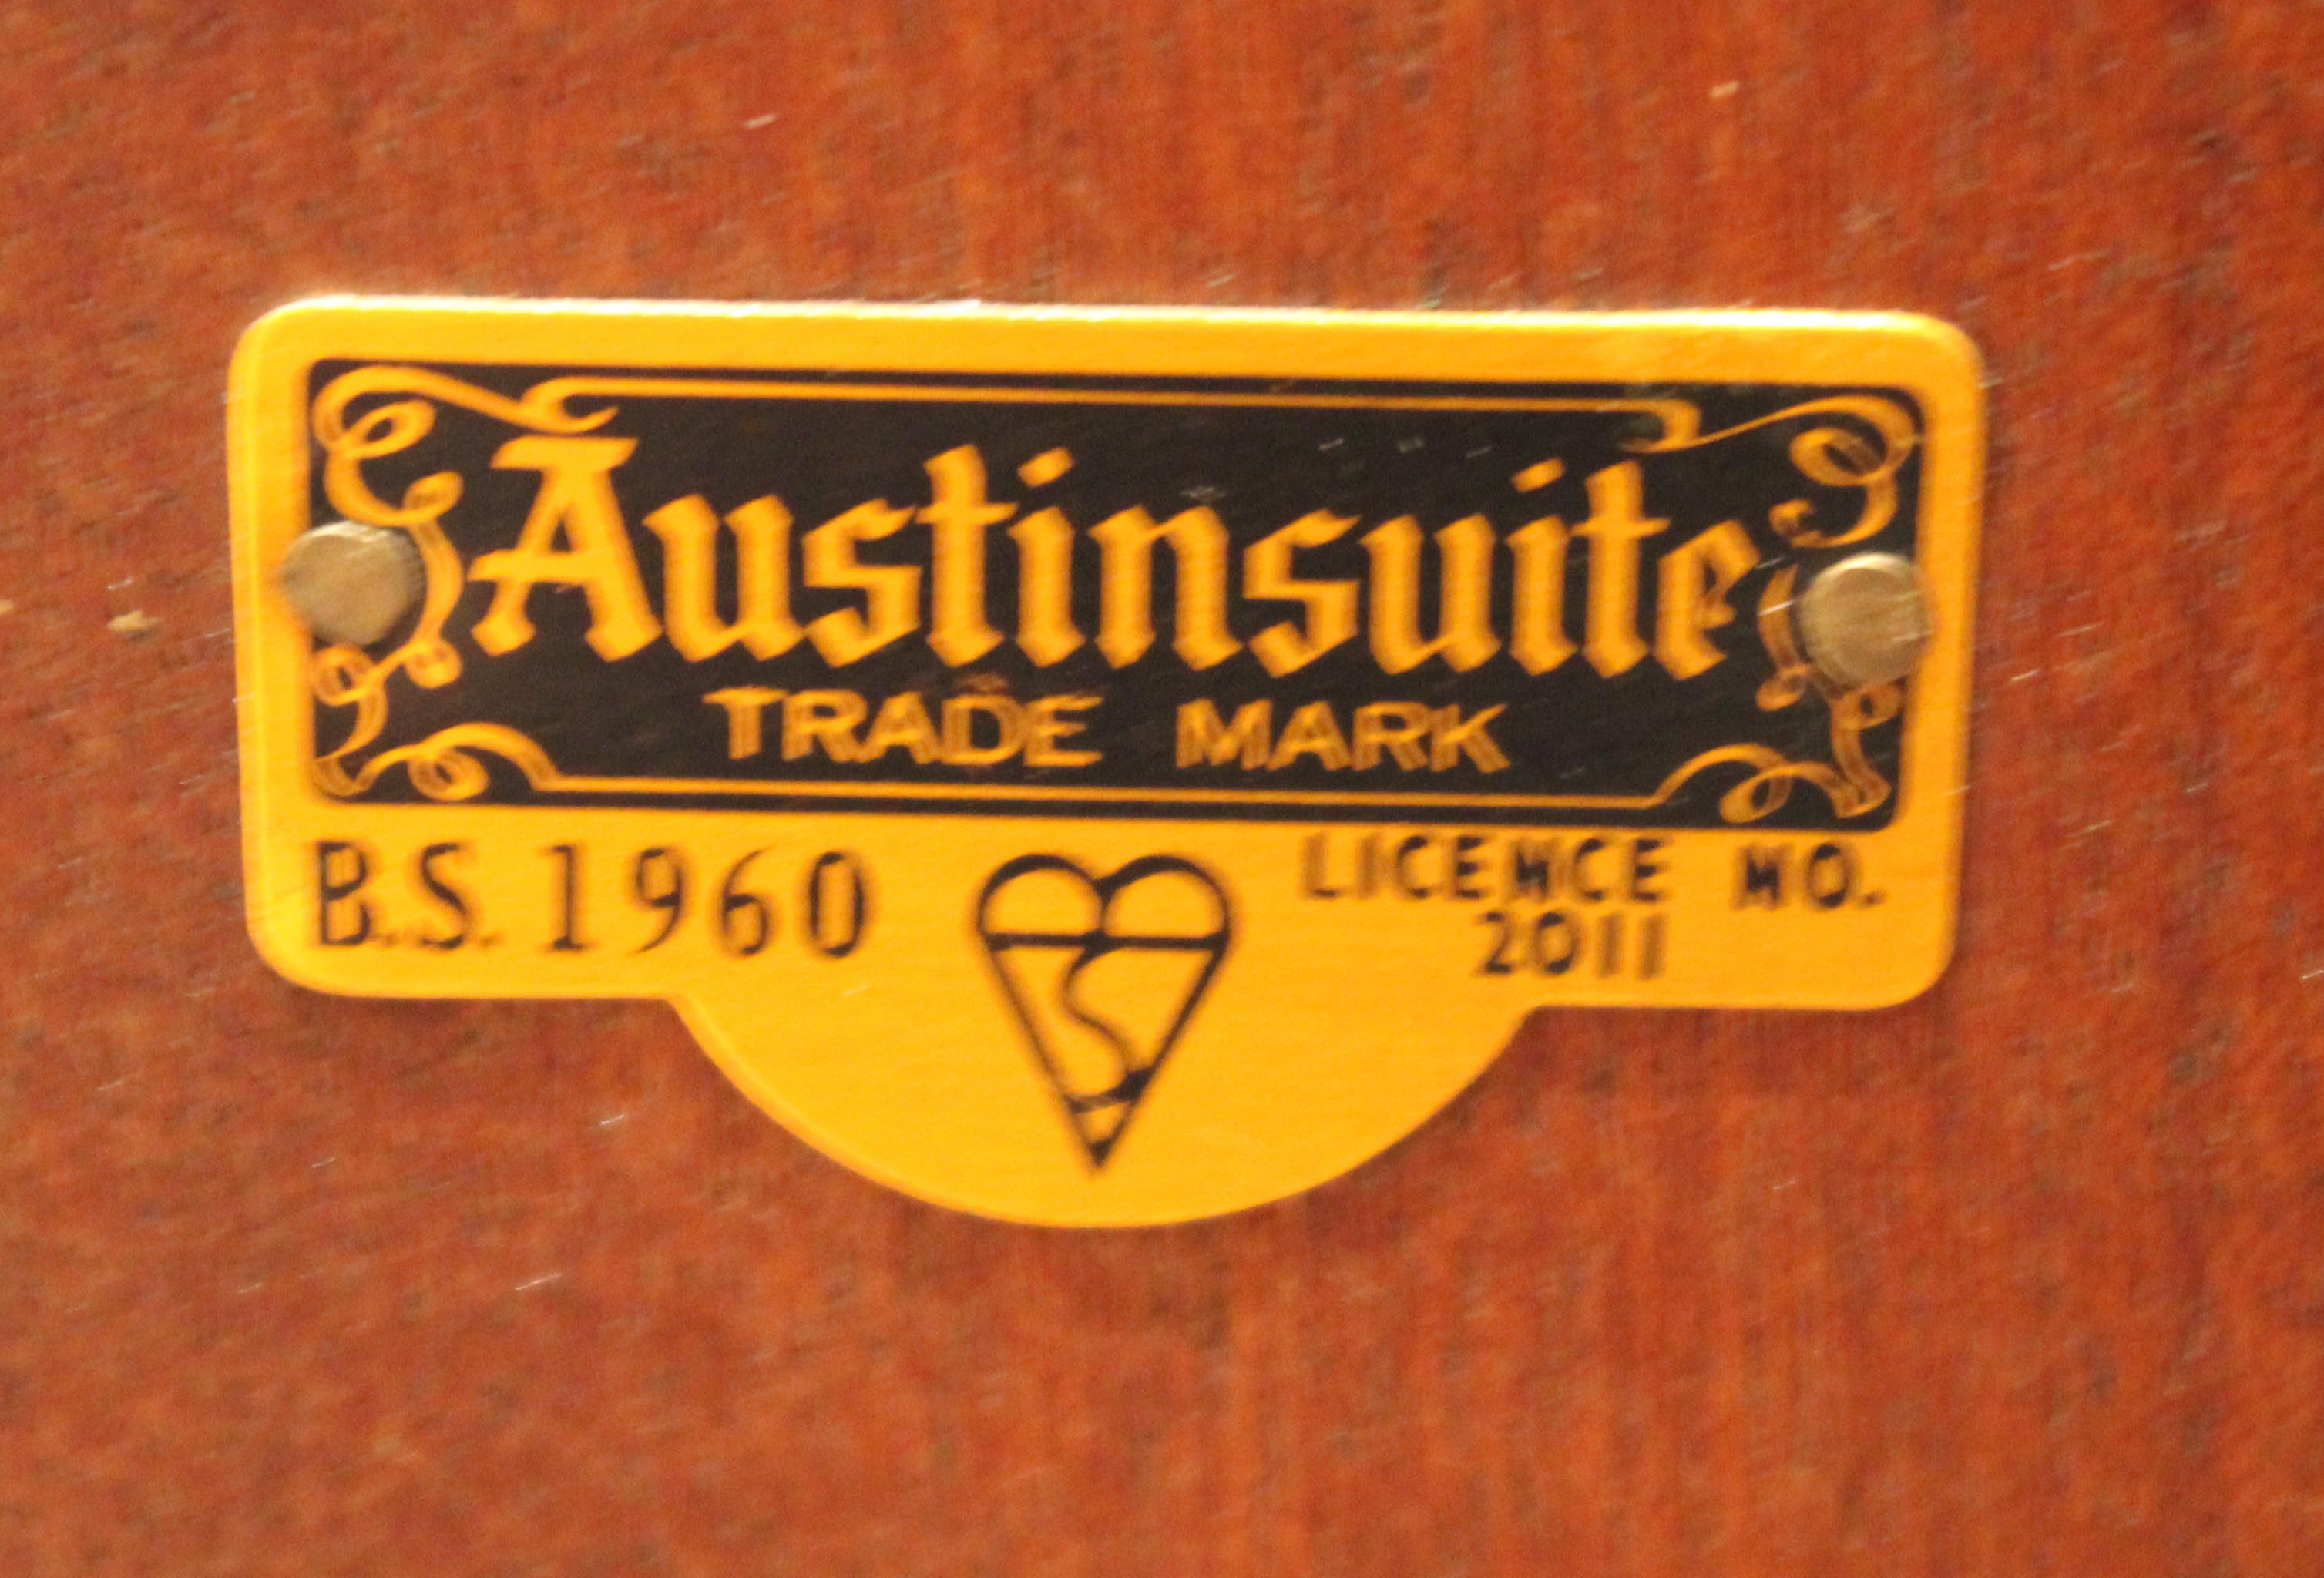 Austinsuite
TRADE MARK
B.S. 1960
LICENCE NO.
2011